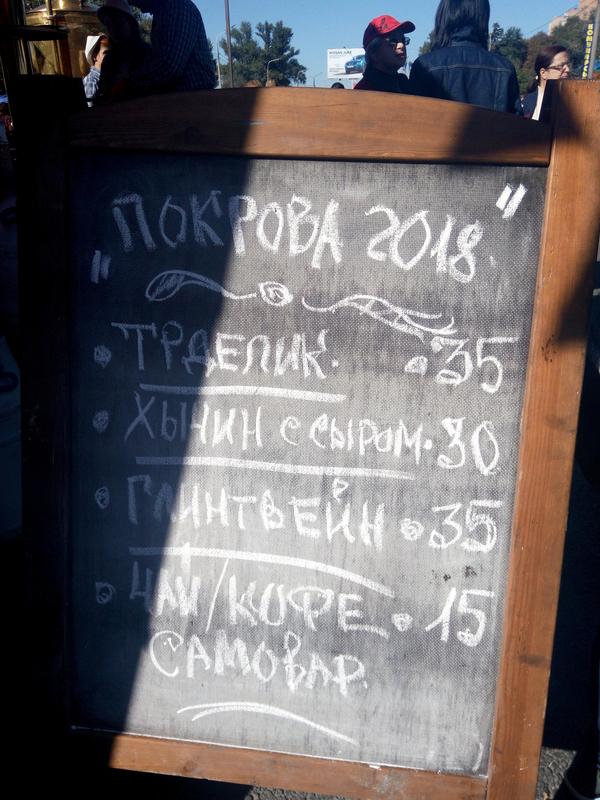 "ПОКРОВА 2018"
• ТРДЕЛИК. • 35
• ХЫЧИН С СЫРОМ • 30
• ГЛИНТВЕЙН • 35
• ЧАЙ/КОФЕ • 15
САМОВАР